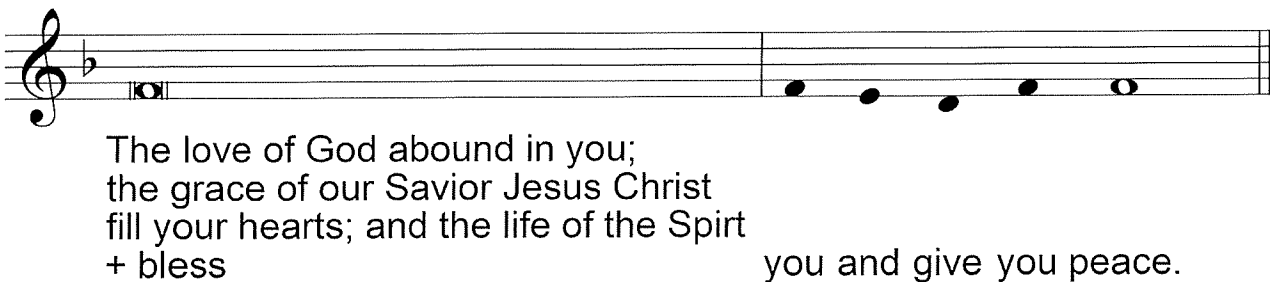 The love of God abound in you;
the grace of our Savior Jesus Christ
fill your hearts; and the life of the Spirt
+ bless you and give you peace.